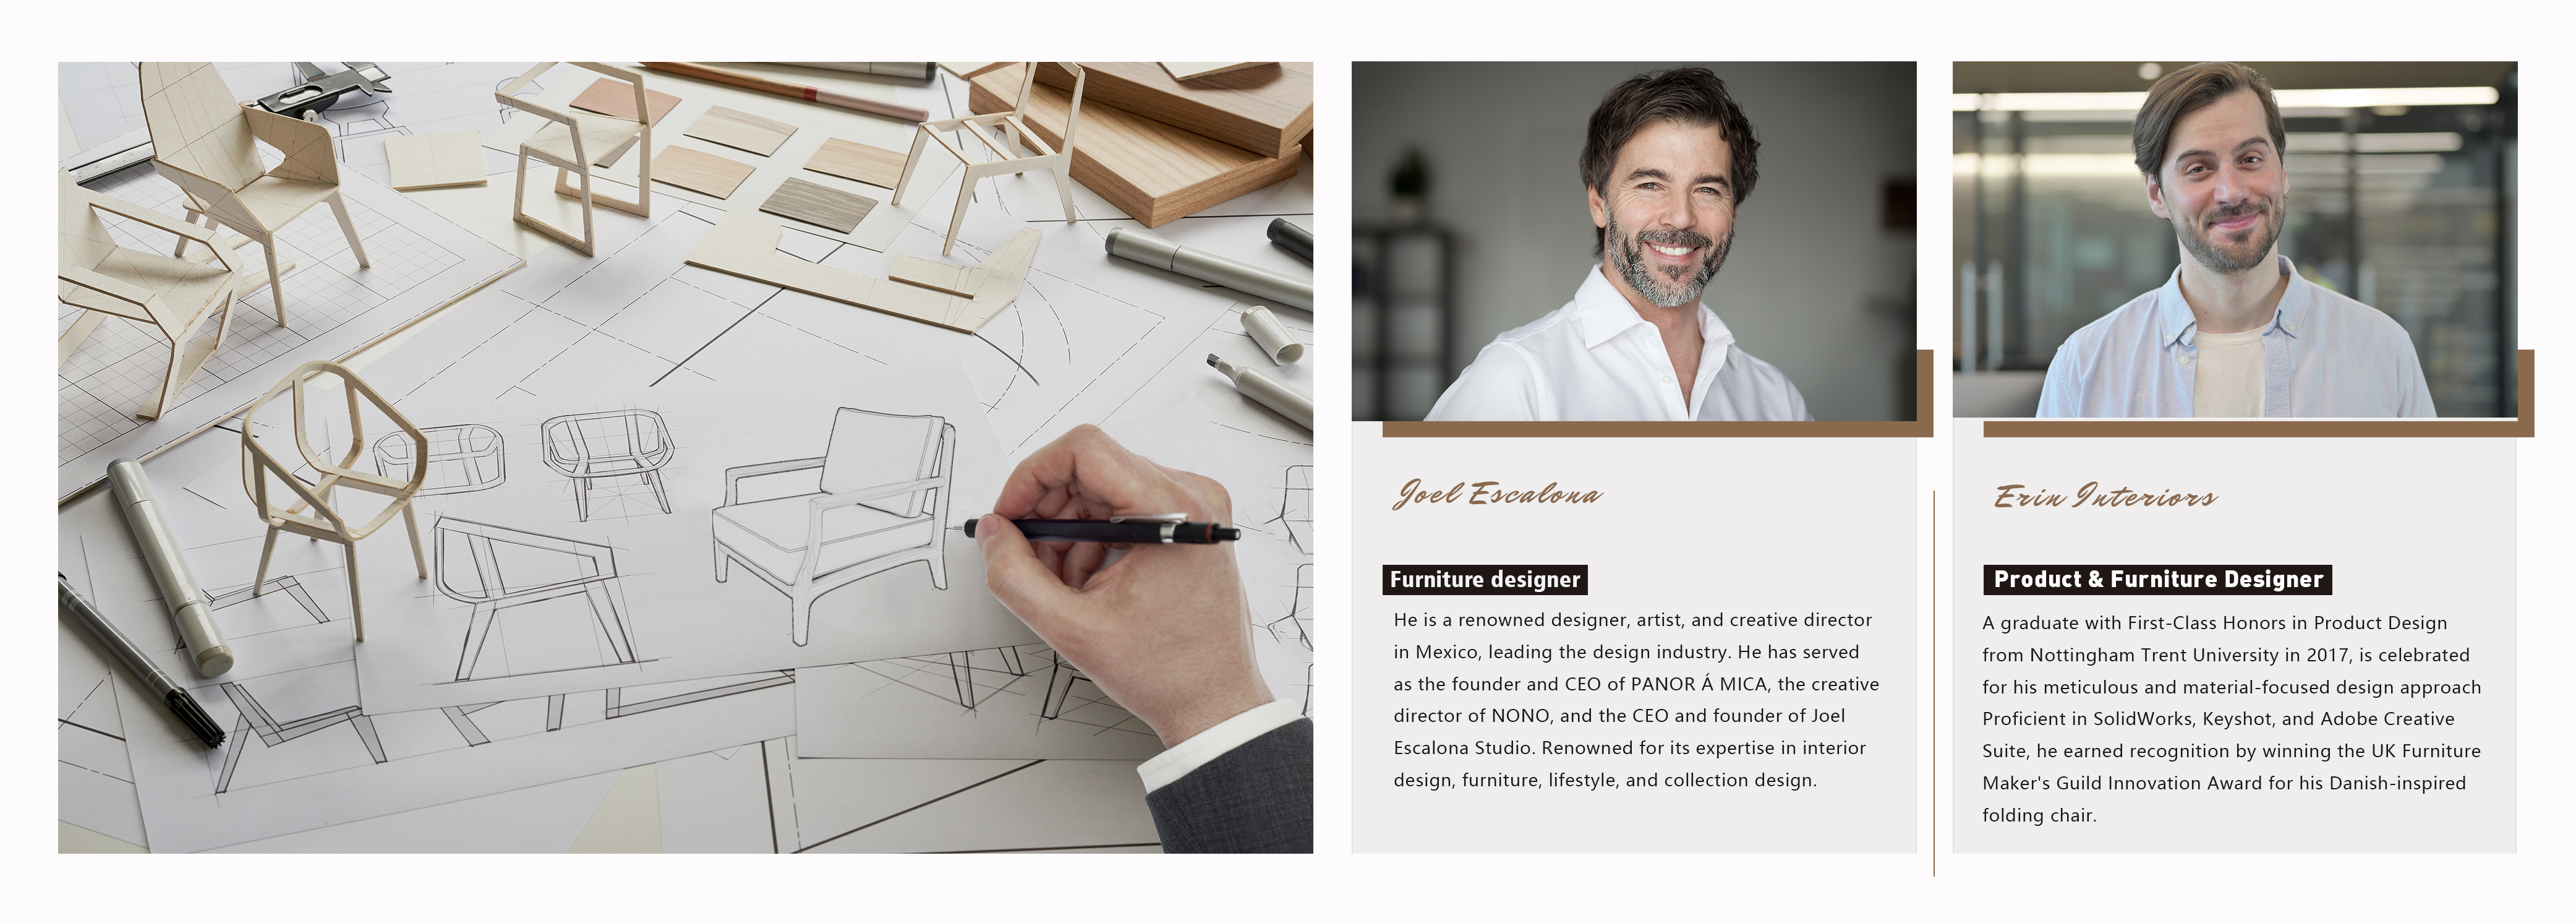 Joel Escalona
Furniture designer
He is a renowned designer, artist, and creative director
in Mexico, leading the design industry. He has served
as the founder and CEO of PANOR Á MICA, the creative
director of NONO, and the CEO and founder of Joel
Escalona Studio. Renowned for its expertise in interior
design, furniture, lifestyle, and collection design.
Erin Interiors
Product & Furniture Designer
A graduate with First-Class Honors in Product Design
from Nottingham Trent University in 2017, is celebrated
for his meticulous and material-focused design approach
Proficient in SolidWorks, Keyshot, and Adobe Creative
Suite, he earned recognition by winning the UK Furniture
Maker's Guild Innovation Award for his Danish-inspired
folding chair.